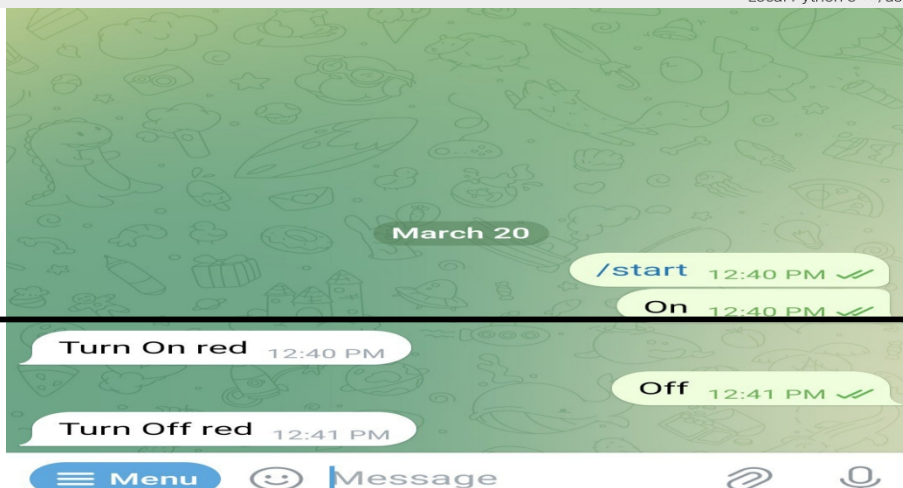 March 20
/start 12:40 PM
On 12:40 PM
Turn On red 12:40 PM
Off 12:41 PM
Turn Off red 12:41 PM
Menu Message